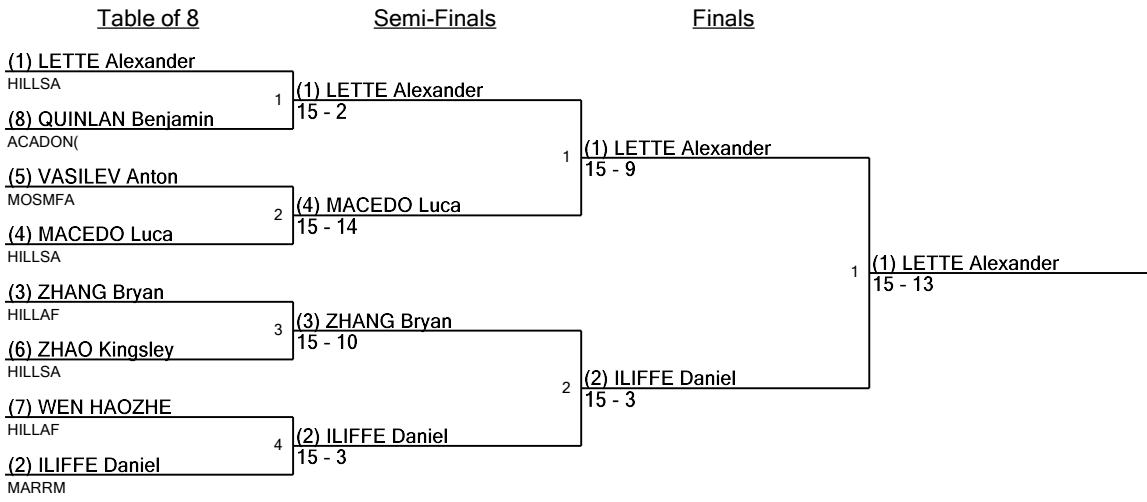 Table of 8
Semi-Finals
Finals
(1) LETTE Alexander
HILLSA
1
(8) QUINLAN Benjamin
ACADON(
(5) VASILEV Anton
MOSMFA
2
(4) MACEDO Luca
HILLSA
(3) ZHANG Bryan
HILLAF
3
(6) ZHAO Kingsley
HILLSA
(7) WEN HAOZHE
HILLAF
4
(2) ILIFFE Daniel
MARRM
(1) LETTE Alexander
15 - 2
1
(4) MACEDO Luca
15 - 14
(3) ZHANG Bryan
15 - 10
2
(2) ILIFFE Daniel
15 - 3
(1) LETTE Alexander
15 - 9
1
(2) ILIFFE Daniel
15 - 3
(1) LETTE Alexander
15 - 13